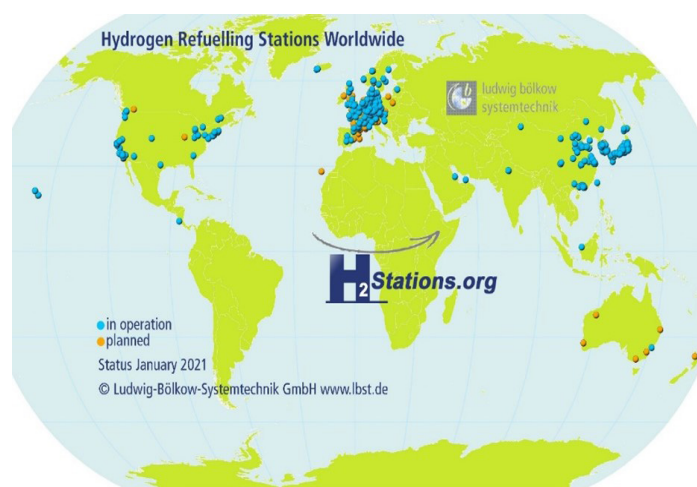 Hydrogen Refuelling Stations Worldwide
ludwig bölkow
systemtechnik
H2Stations.org
in operation
planned
Status January 2021
© Ludwig-Bölkow-Systemtechnik GmbH www.lbst.de